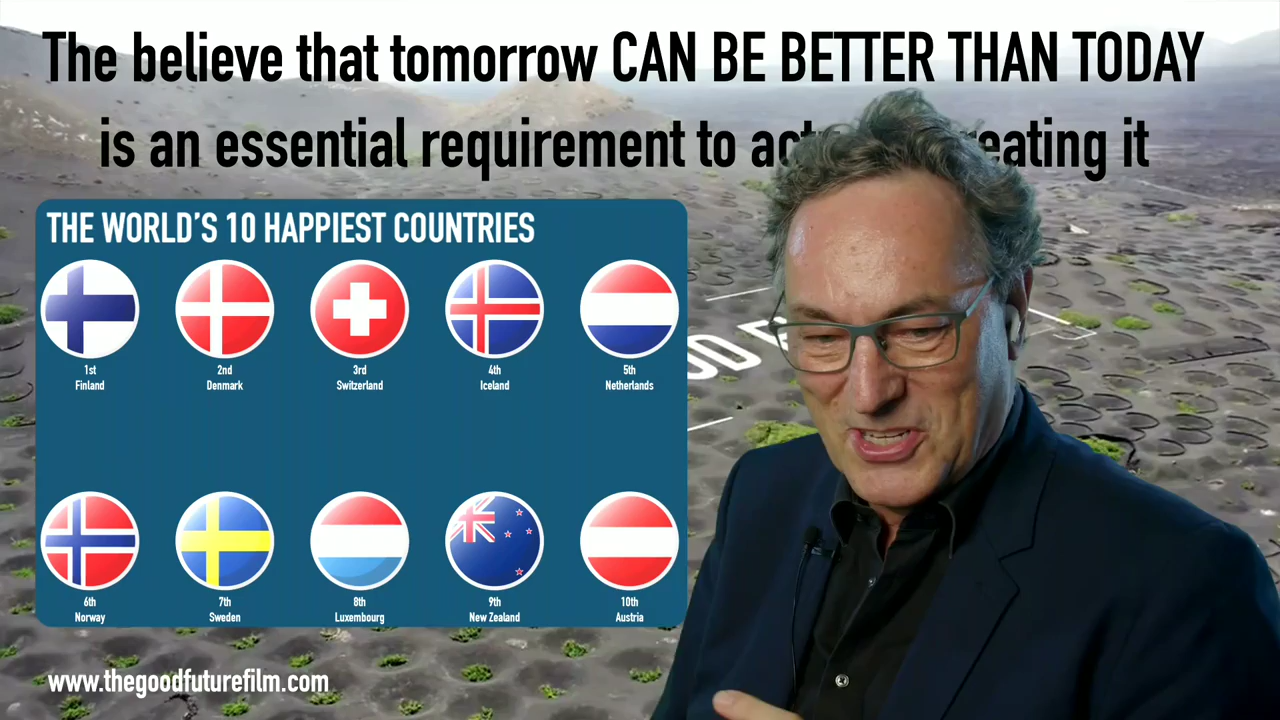 The believe that tomorrow CAN BE BETTER THAN TODAY
is an essential requirement to it
THE WORLD'S 10 HAPPIEST COUNTRIES
1st
Finland
2nd
Denmark
3rd
Switzerland
4th
Iceland
5th
Netherlands
6th
Norway
7th
Sweden
8th
Luxembourg
9th
New Zealand
10th
Austria
www.thegoodfuturefilm.com